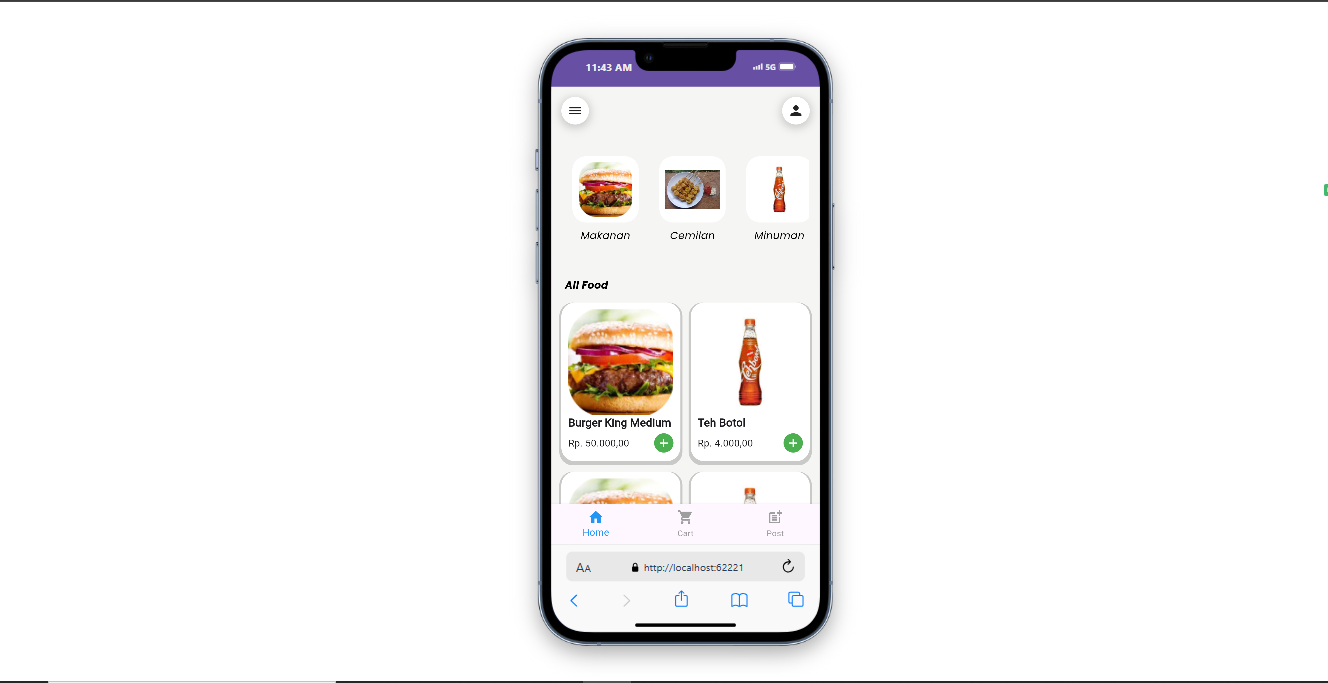 11:43 AM 5G
Makanan Cemilan Minuman
All Food
Burger King Medium Teh Botol
Rp. 50.000,00 Rp. 4.000,00
Home Cart Post
AA http://localhost:62221